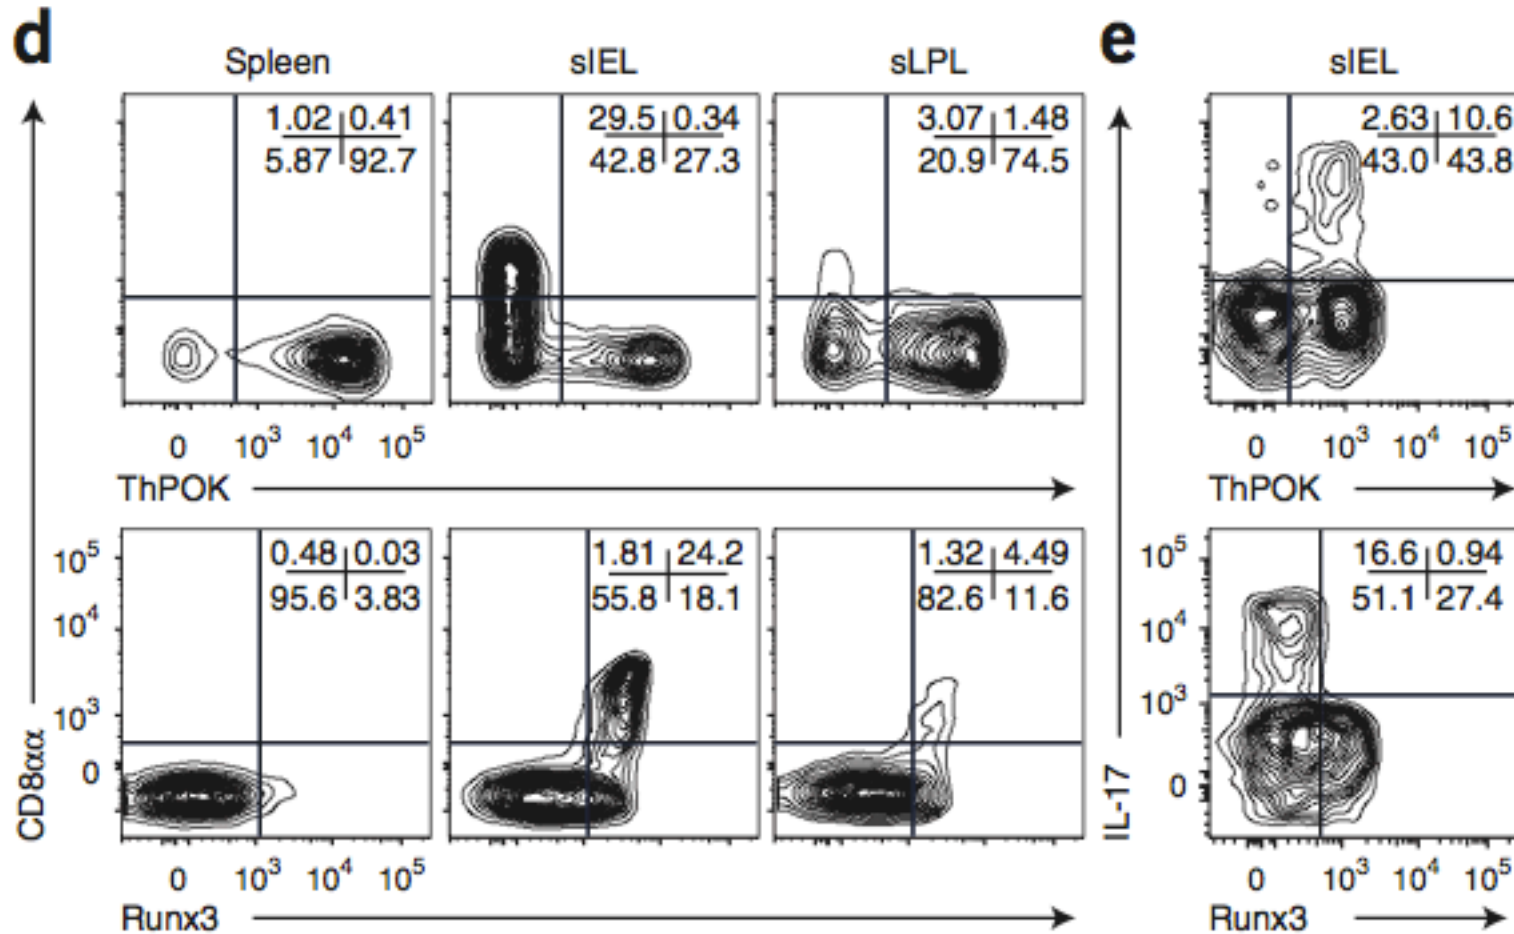 d
Spleen
sIEL
sLPL
1.02 0.41
5.87 92.7
29.5 0.34
42.8 27.3
3.07 1.48
20.9 74.5
0 10³ 10⁴ 10⁵
ThPOK
0.48 0.03
95.6 3.83
1.81 24.2
55.8 18.1
1.32 4.49
82.6 11.6
10⁵
10⁴
10³
0
CD8αα
0 10³ 10⁴ 10⁵
Runx3
e
sIEL
2.63 10.6
43.0 43.8
0 10³ 10⁴ 10⁵
ThPOK
16.6 0.94
51.1 27.4
10⁵
10⁴
10³
0
IL-17
0 10³ 10⁴ 10⁵
Runx3